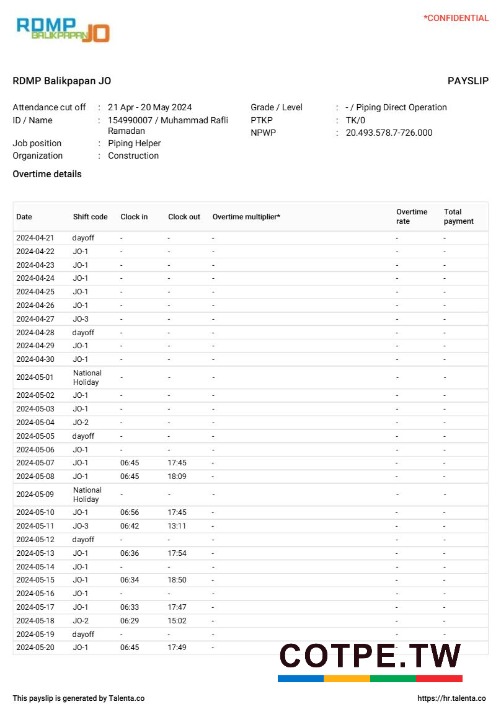 RDMP
BALIKPAPAN JO
*CONFIDENTIAL
RDMP Balikpapan JO PAYSLIP
Attendance cut off : 21 Apr - 20 May 2024 Grade / Level : - / Piping Direct Operation
ID / Name : 154990007 / Muhammad Rafli PTKP : TK/0
Ramadan NPWP : 20.493.578.7-726.000
Job position : Piping Helper
Organization : Construction
Overtime details
Date Shift code Clock in Clock out Overtime multiplier* Overtime rate Total payment
2024-04-21 dayoff - - - - -
2024-04-22 JO-1 - - - - -
2024-04-23 JO-1 - - - - -
2024-04-24 JO-1 - - - - -
2024-04-25 JO-1 - - - - -
2024-04-26 JO-1 - - - - -
2024-04-27 JO-3 - - - - -
2024-04-28 dayoff - - - - -
2024-04-29 JO-1 - - - - -
2024-04-30 JO-1 - - - - -
2024-05-01 National Holiday - - - - -
2024-05-02 JO-1 - - - - -
2024-05-03 JO-1 - - - - -
2024-05-04 JO-2 - - - - -
2024-05-05 dayoff - - - - -
2024-05-06 JO-1 - - - - -
2024-05-07 JO-1 06:45 17:45 - - -
2024-05-08 JO-1 06:45 18:09 - - -
2024-05-09 National Holiday - - - - -
2024-05-10 JO-1 06:56 17:45 - - -
2024-05-11 JO-3 06:42 13:11 - - -
2024-05-12 dayoff - - - - -
2024-05-13 JO-1 06:36 17:54 - - -
2024-05-14 JO-1 - - - - -
2024-05-15 JO-1 06:34 18:50 - - -
2024-05-16 JO-1 - - - - -
2024-05-17 JO-1 06:33 17:47 - - -
2024-05-18 JO-2 06:29 15:02 - - -
2024-05-19 dayoff - - - - -
2024-05-20 JO-1 06:45 17:49 - - -
COTPE.TW
This payslip is generated by Talenta.co https://hr.talenta.co